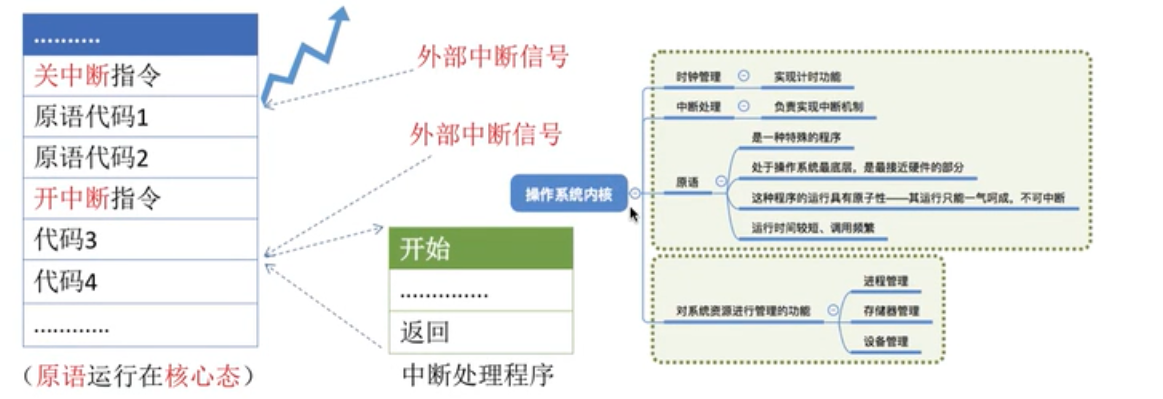 ..........
关中断指令
原语代码1
原语代码2
开中断指令
代码3
代码4
............
（原语运行在核心态）
外部中断信号
外部中断信号
开始
..............
返回
中断处理程序
操作系统内核
时钟管理
实现计时功能
中断处理
负责实现中断机制
原语
是一种特殊的程序
处于操作系统最底层，是最接近硬件的部分
这种程序的运行具有原子性——其运行只能一气呵成，不可中断
运行时间较短、调用频繁
对系统资源进行管理的功能
进程管理
存储器管理
设备管理